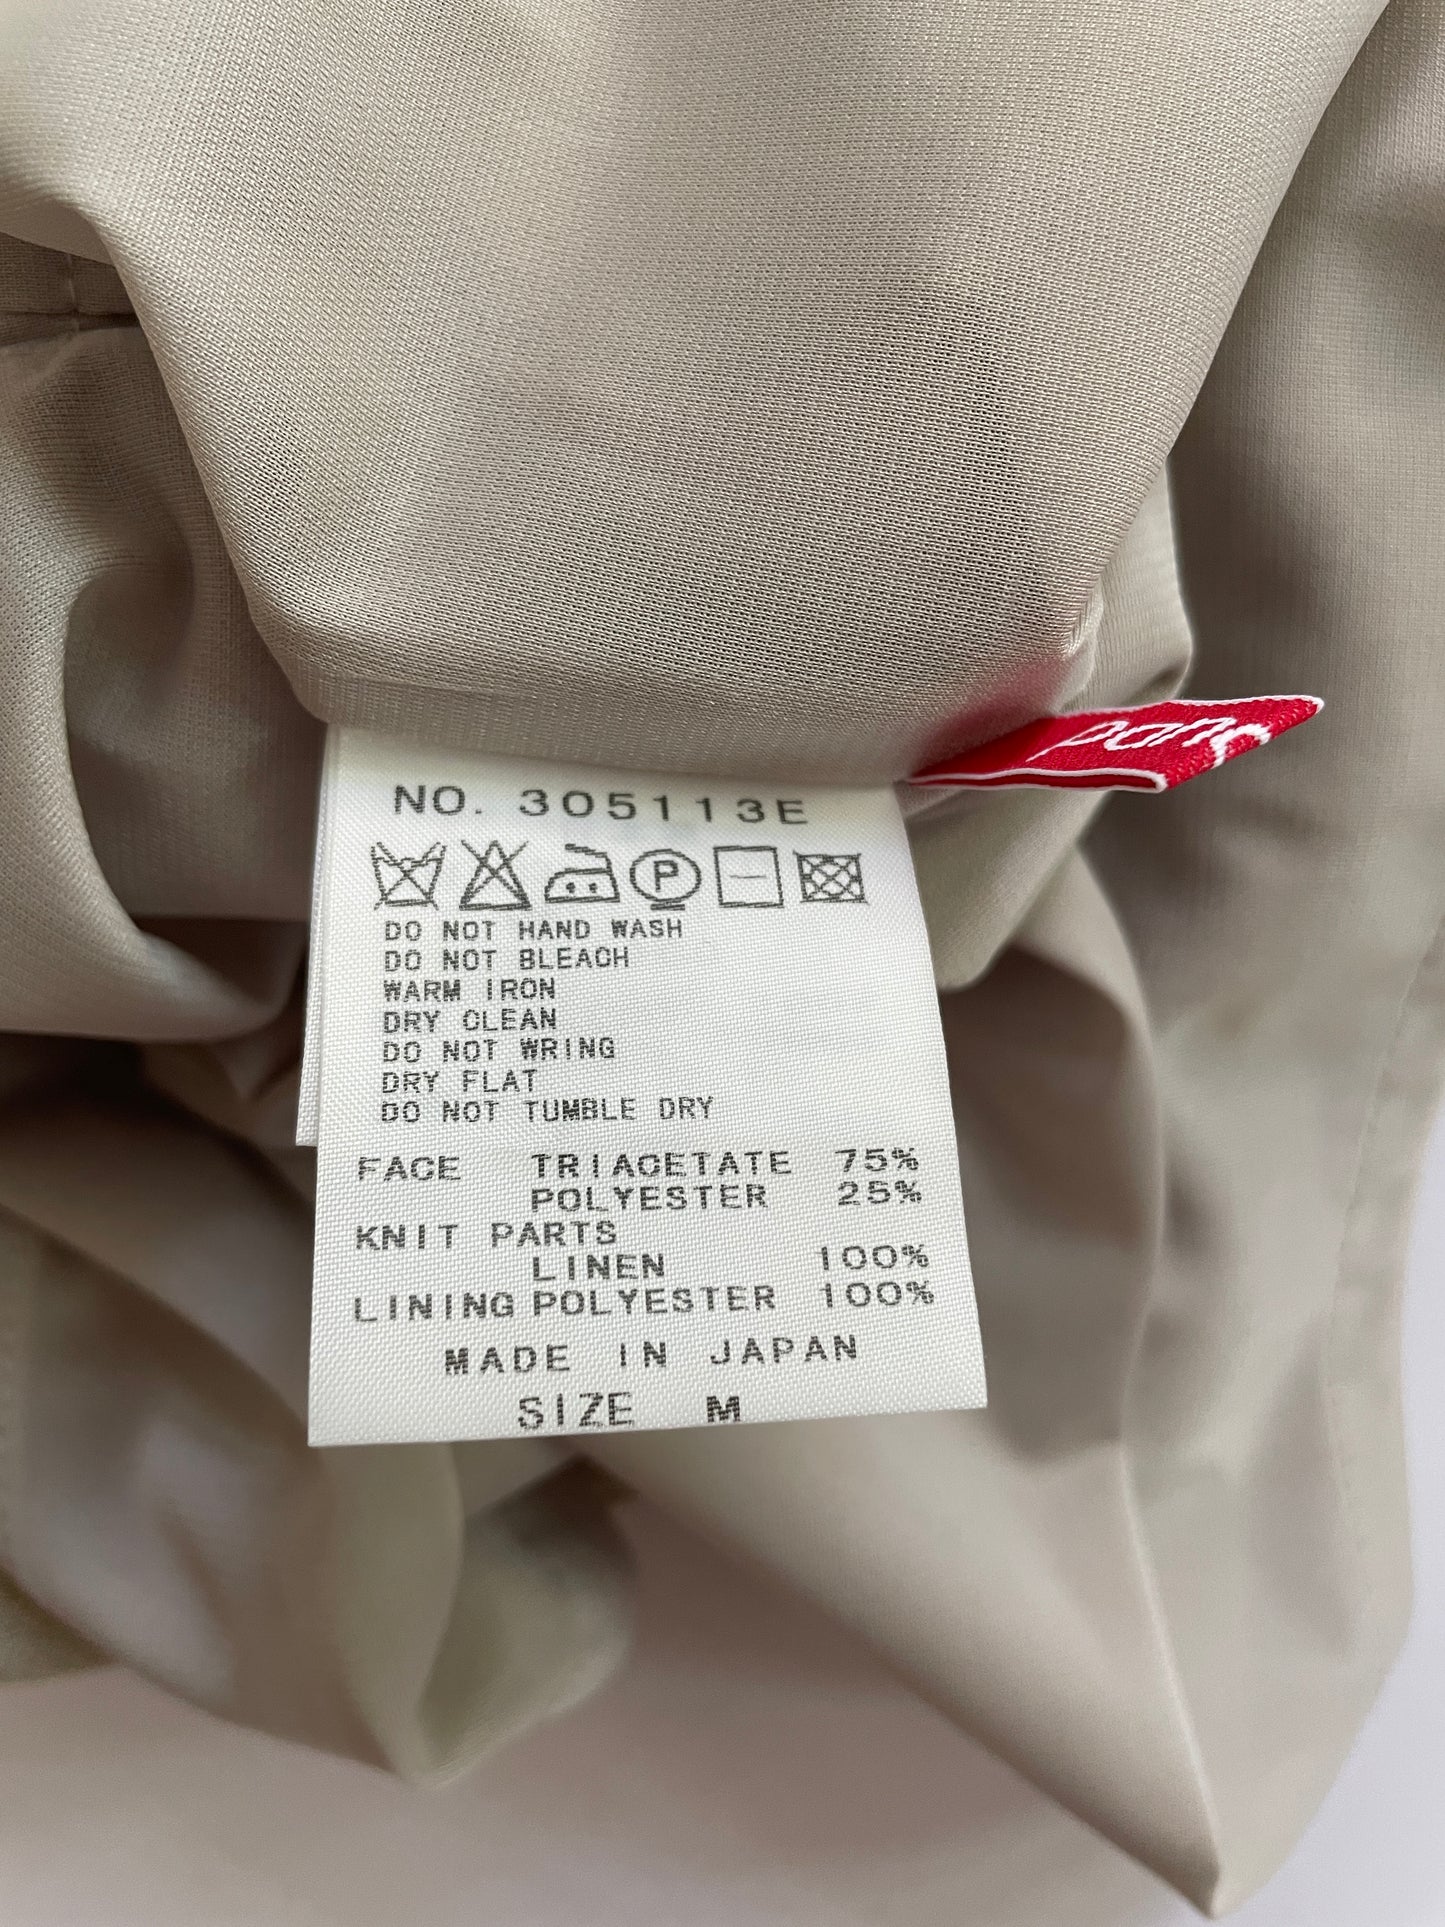 NO. 305113E
P
DO NOT HAND WASH
DO NOT BLEACH
WARM IRON
DRY CLEAN
DO NOT WRING
DRY FLAT
DO NOT TUMBLE DRY
FACE TRIACETATE 75%
POLYESTER 25%
KNIT PARTS
LINEN 100%
LINING POLYESTER 100%
MADE IN JAPAN
SIZE M